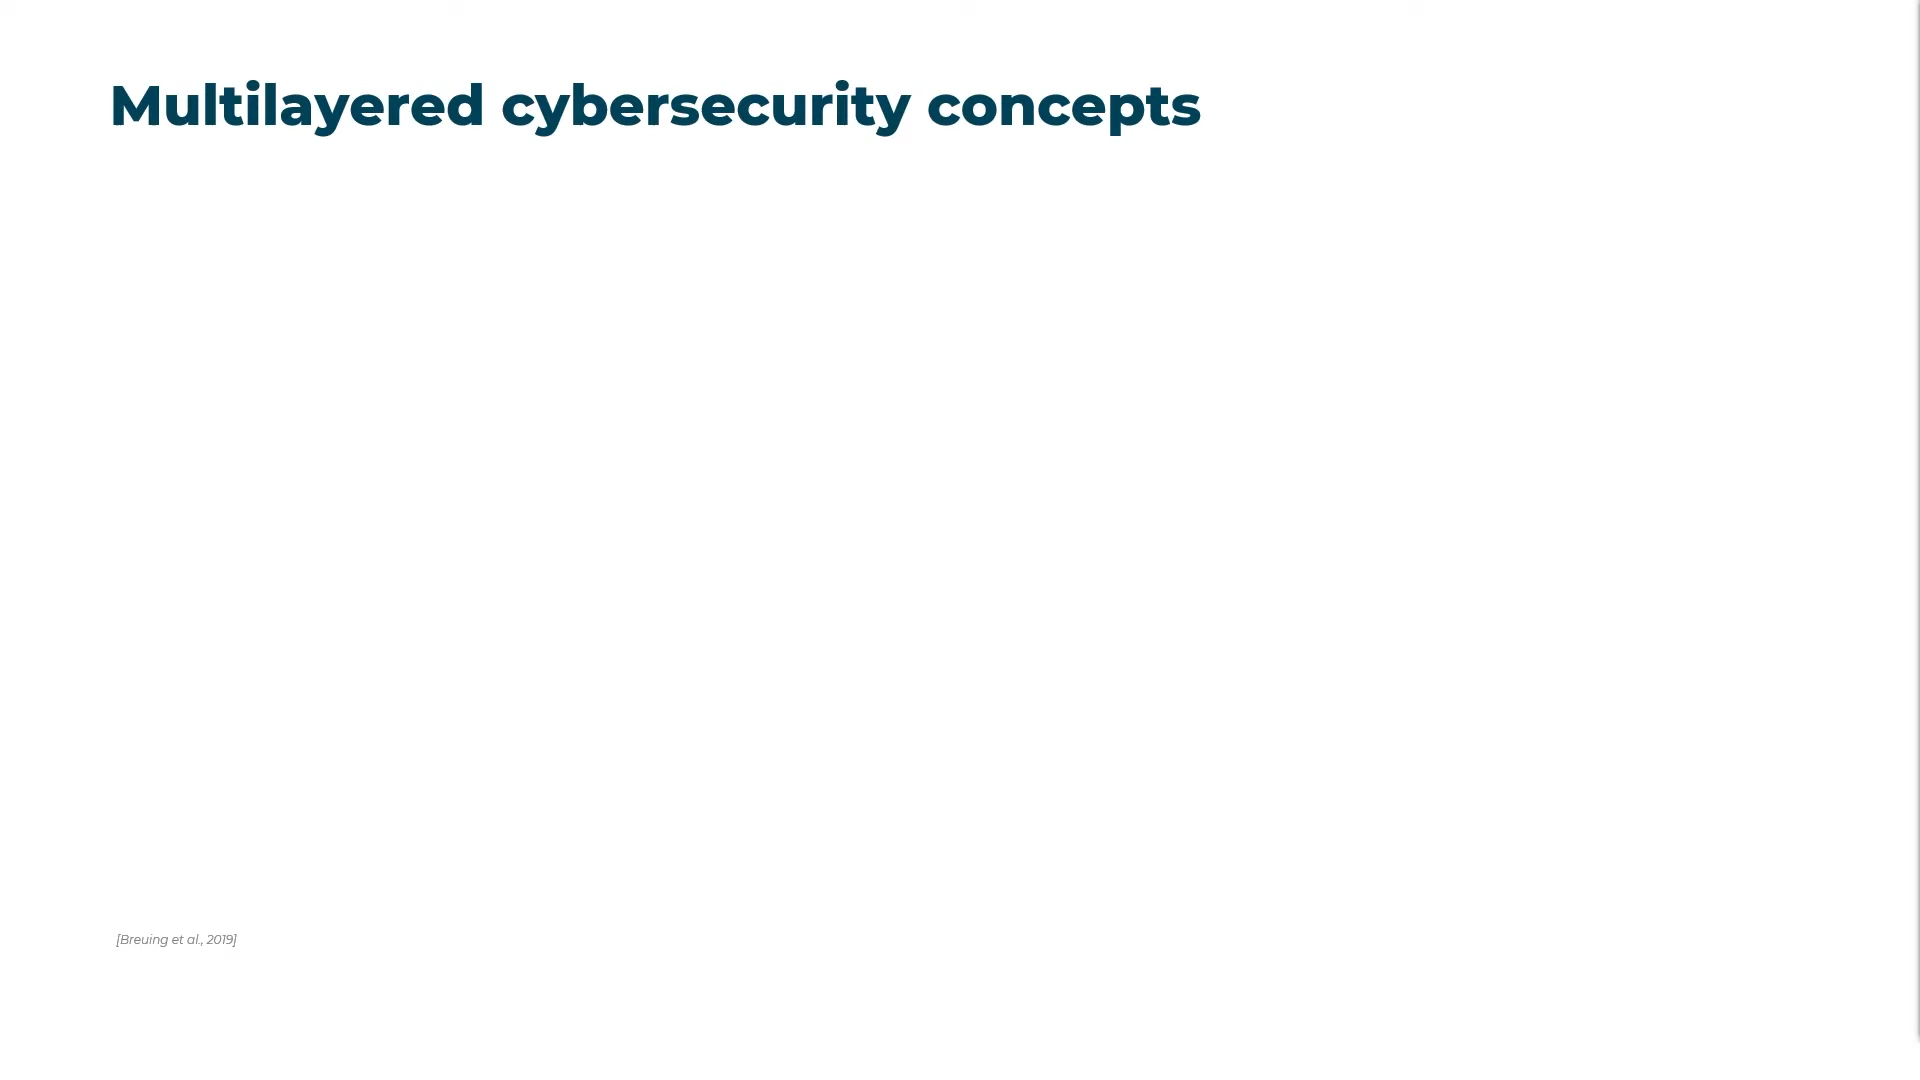 Multilayered cybersecurity concepts
[Breuing et al., 2019]